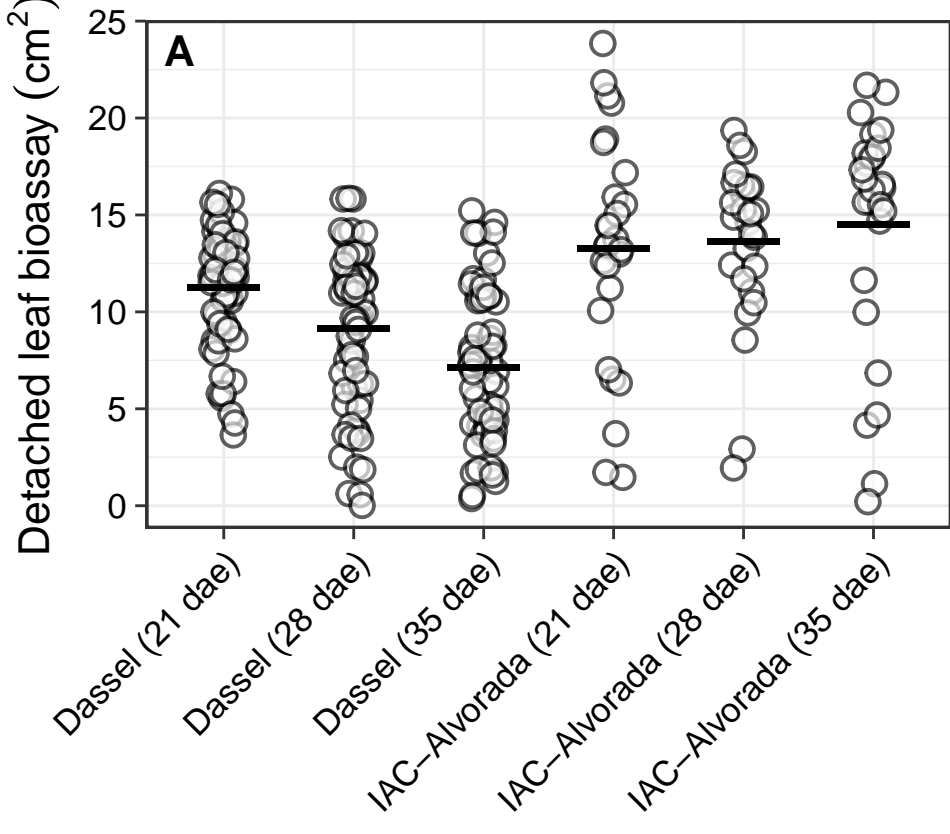 A
Detached leaf bioassay (cm²)
25
20
15
10
5
0
Dassel (21 dae)
Dassel (28 dae)
Dassel (35 dae)
IAC−Alvorada (21 dae)
IAC−Alvorada (28 dae)
IAC−Alvorada (35 dae)